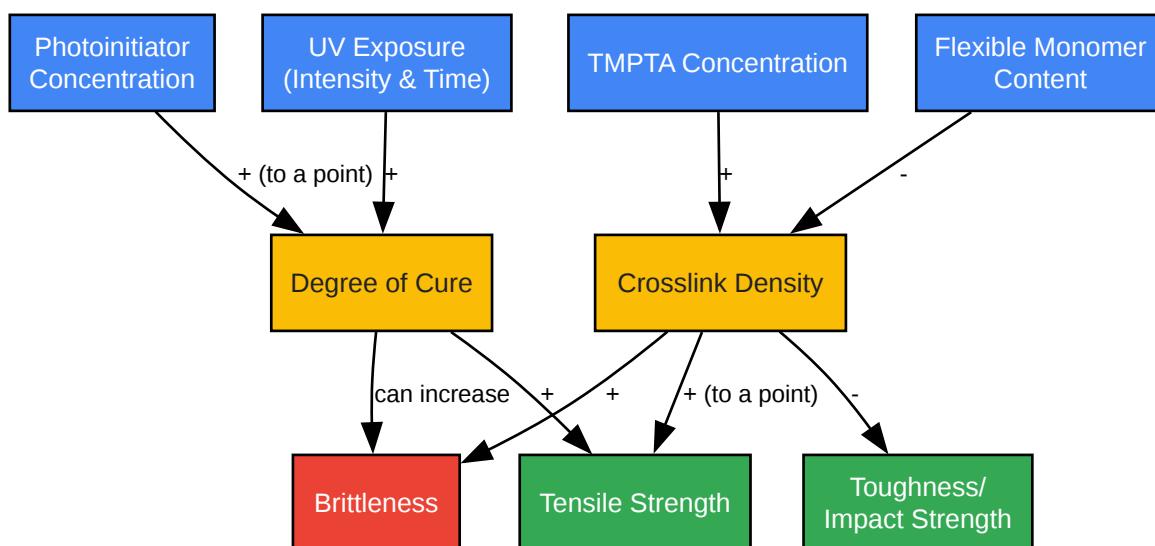 Photoinitiator
Concentration
UV Exposure
(Intensity & Time)
TMPTA Concentration
Flexible Monomer
Content
+ (to a point)
+
+
-
Degree of Cure
Crosslink Density
can increase
+
+
+ (to a point)
-
Brittleness
Tensile Strength
Toughness/
Impact Strength